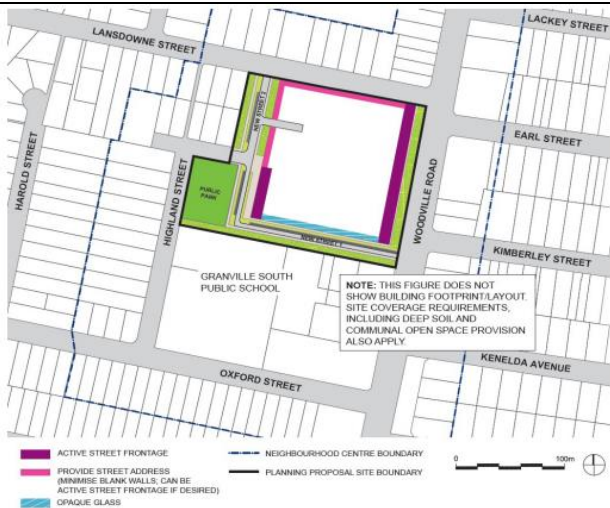 LACKEY STREET
LANSDOWNE STREET
NEW STREET 2
EARL STREET
HAROLD STREET
HIGHLAND STREET
PUBLIC
PARK
WOODVILLE ROAD
NEW STREET 1
KIMBERLEY STREET
GRANVILLE SOUTH
PUBLIC SCHOOL
NOTE: THIS FIGURE DOES NOT
SHOW BUILDING FOOTPRINT/LAYOUT.
SITE COVERAGE REQUIREMENTS,
INCLUDING DEEP SOIL AND
COMMUNAL OPEN SPACE PROVISION
ALSO APPLY.
KENELDA AVENUE
OXFORD STREET
ACTIVE STREET FRONTAGE
PROVIDE STREET ADDRESS
(MINIMISE BLANK WALLS; CAN BE
ACTIVE STREET FRONTAGE IF DESIRED)
OPAQUE GLASS
NEIGHBOURHOOD CENTRE BOUNDARY
PLANNING PROPOSAL SITE BOUNDARY
0 100m